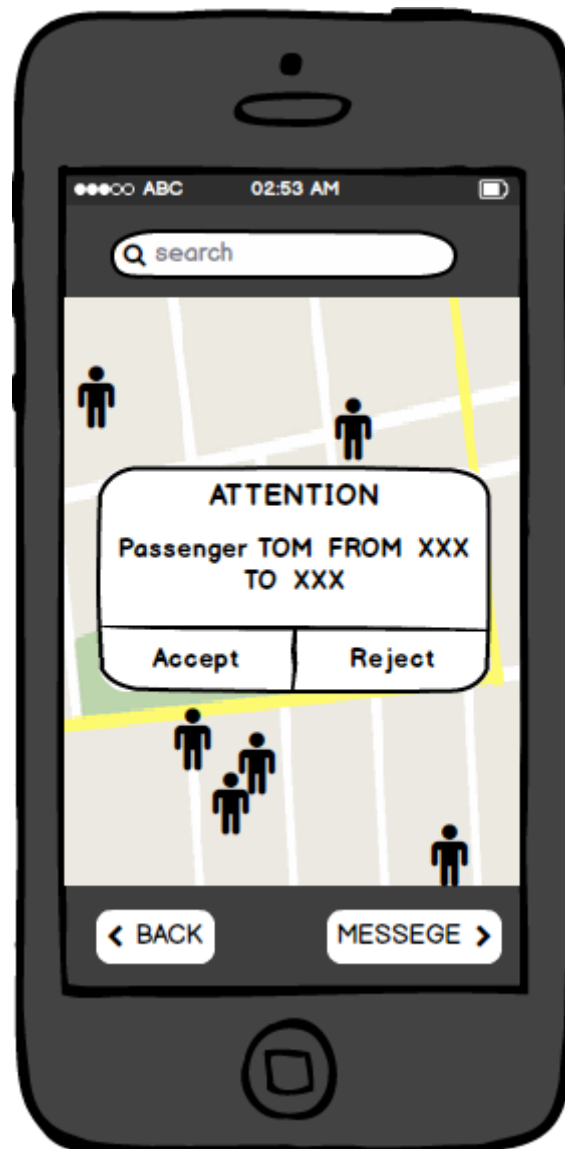 ABC 02:53 AM
search
ATTENTION
Passenger TOM FROM XXX
TO XXX
Accept Reject
BACK MESSEGE